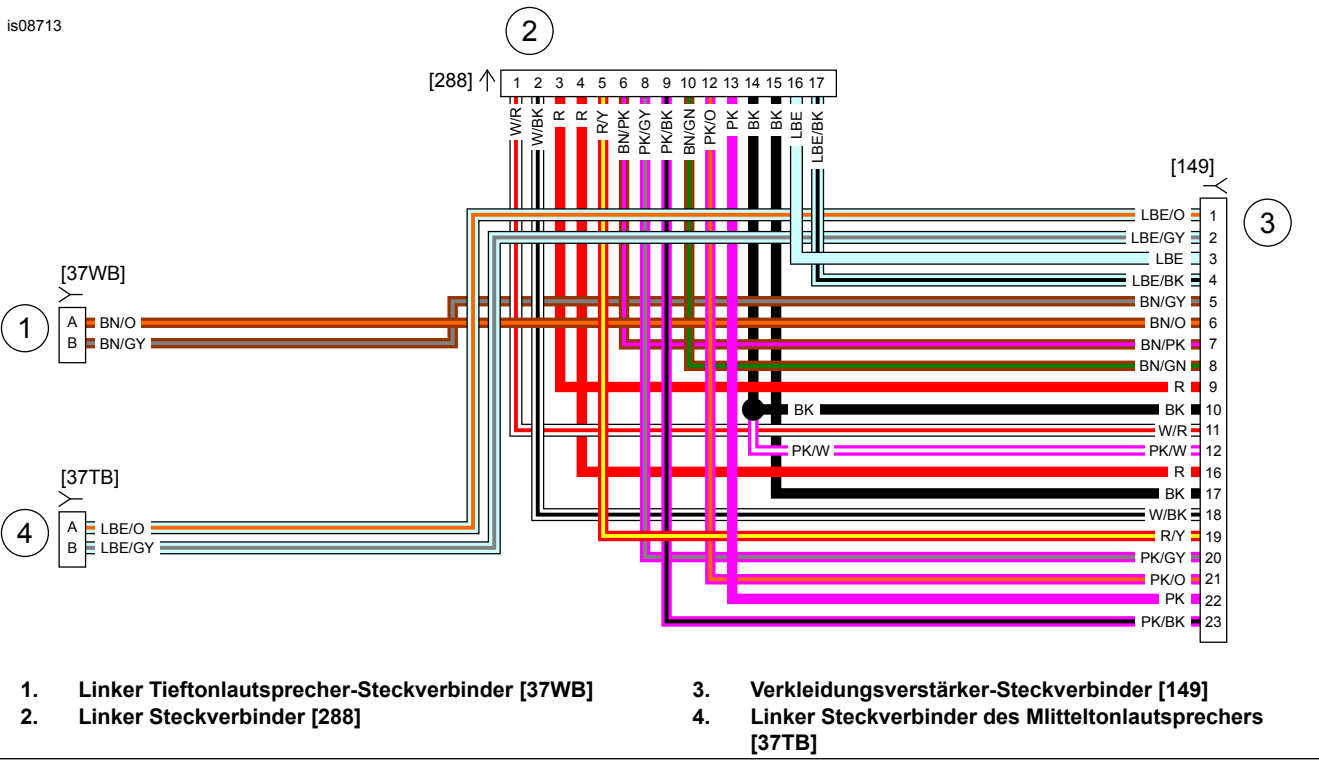 is08713
2
[288]
1 2 3 4 5 6 8 9 10 12 13 14 15 16 17
W/R W/BK R R R/Y BN/PK PK/GY PK/BK BN/GN PK/O PK BK BK LBE LBE/BK
[149]
3
LBE/O 1
LBE/GY 2
LBE 3
LBE/BK 4
BN/GY 5
BN/O 6
BN/PK 7
BN/GN 8
R 9
BK BK 10
W/R 11
PK/W PK/W 12
R 16
BK 17
W/BK 18
R/Y 19
PK/GY 20
PK/O 21
PK 22
PK/BK 23
[37WB]
1
A BN/O
B BN/GY
[37TB]
4
A LBE/O
B LBE/GY
1. Linker Tieftonlautsprecher-Steckverbinder [37WB]
2. Linker Steckverbinder [288]
3. Verkleidungsverstärker-Steckverbinder [149]
4. Linker Steckverbinder des Mlitteltonlautsprechers
[37TB]